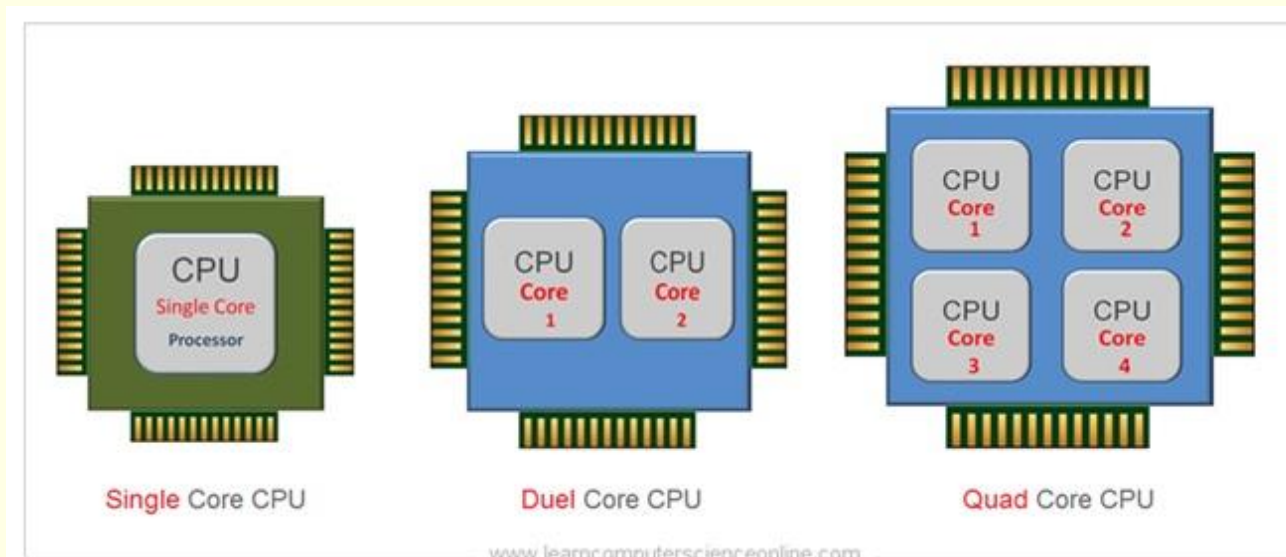 CPU
Single Core
Processor
Single Core CPU
CPU
Core
1
CPU
Core
2
Duel Core CPU
CPU
Core
1
CPU
Core
2
CPU
Core
3
CPU
Core
4
Quad Core CPU
www.learncomputerscienceonline.com